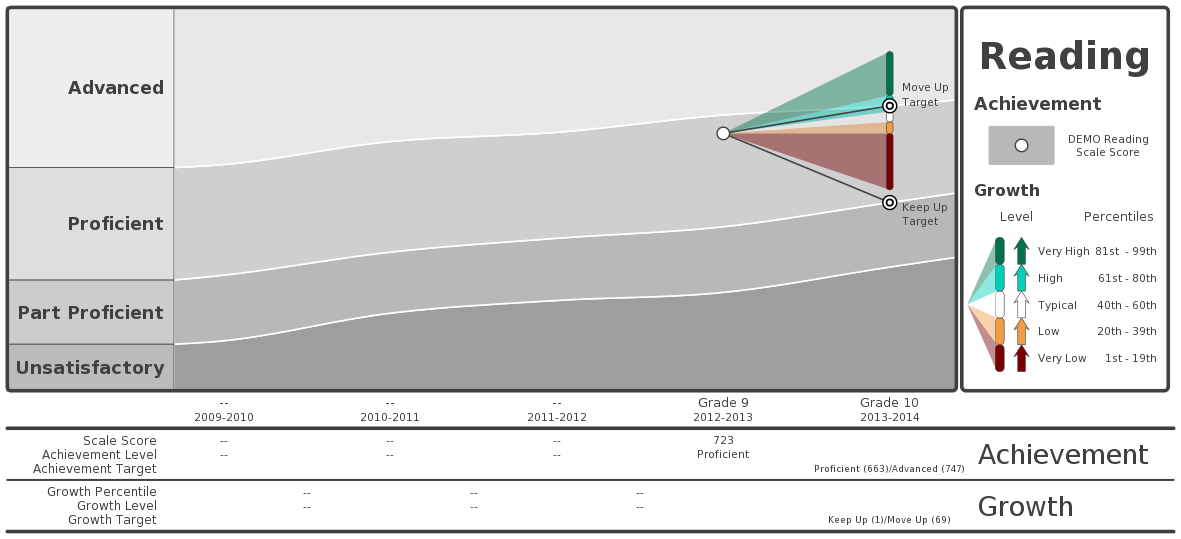 Advanced
Proficient
Part Proficient
Unsatisfactory
Move Up
Target
Keep Up
Target
Reading
Achievement
DEMO Reading
Scale Score
Growth
Level Percentiles
Very High 81st - 99th
High 61st - 80th
Typical 40th - 60th
Low 20th - 39th
Very Low 1st - 19th
-- -- -- Grade 9 Grade 10
2009-2010 2010-2011 2011-2012 2012-2013 2013-2014
Scale Score -- -- -- 723
Achievement Level -- -- -- Proficient
Achievement Target Proficient (663)/Advanced (747)
Achievement
Growth Percentile -- -- --
Growth Level -- -- --
Growth Target Keep Up (1)/Move Up (69)
Growth